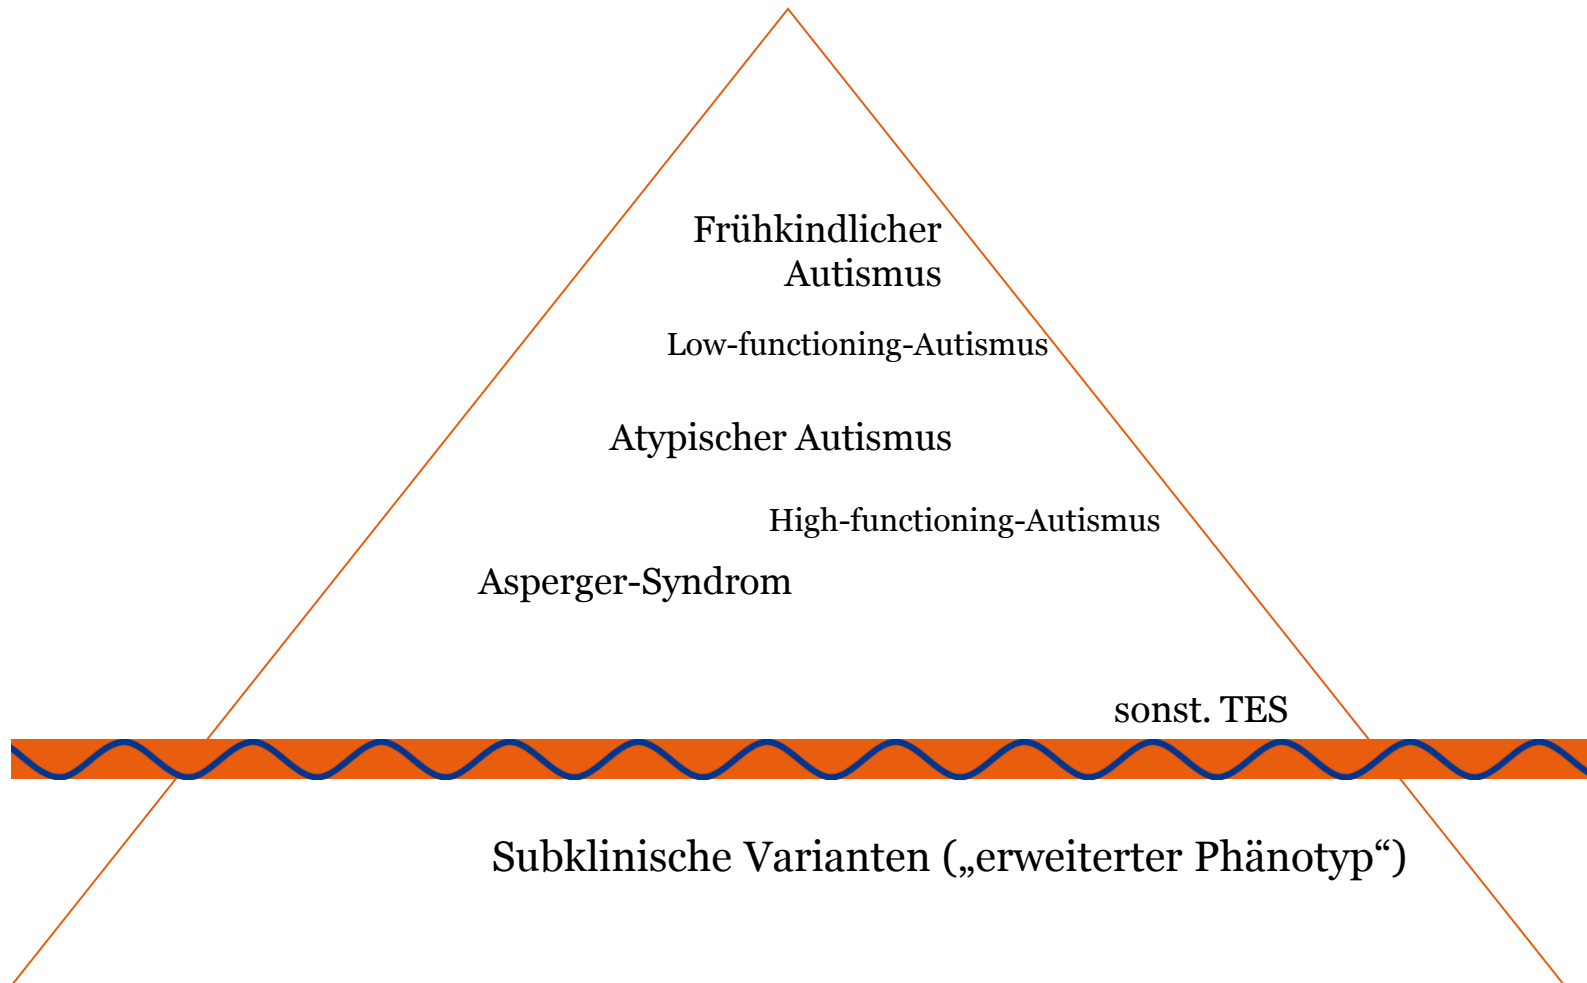 Frühkindlicher
Autismus
Low-functioning-Autismus
Atypischer Autismus
High-functioning-Autismus
Asperger-Syndrom
sonst. TES
Subklinische Varianten („erweiterter Phänotyp“)